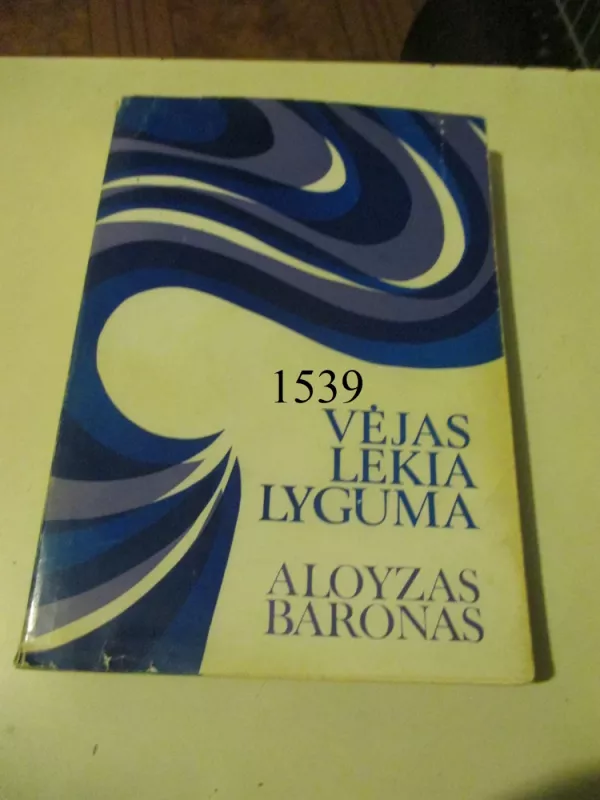 1539
VĖJAS
LEKIA
LYGUMA
ALOYZAS
BARONAS